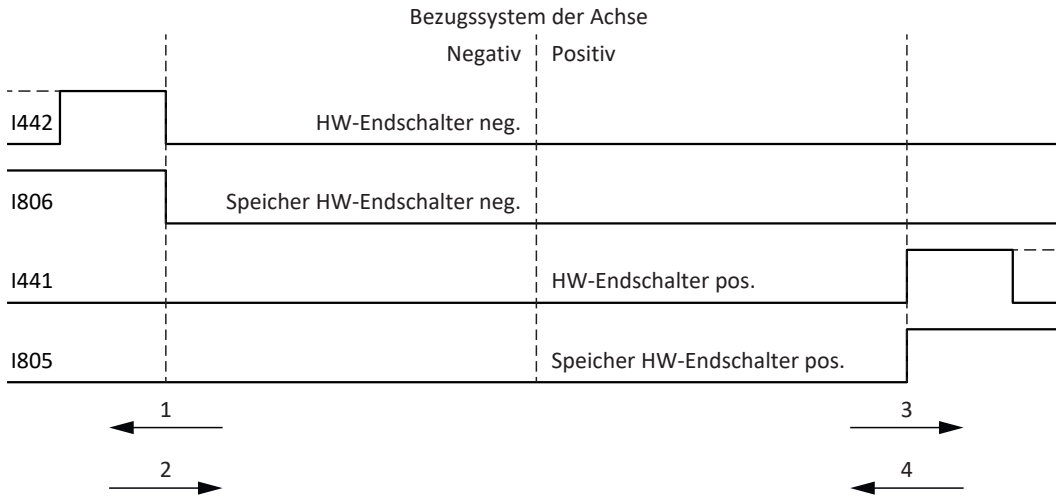 Bezugssystem der Achse
Negativ Positiv
I442 HW-Endschalter neg.
I806 Speicher HW-Endschalter neg.
I441 HW-Endschalter pos.
I805 Speicher HW-Endschalter pos.
1 3
2 4